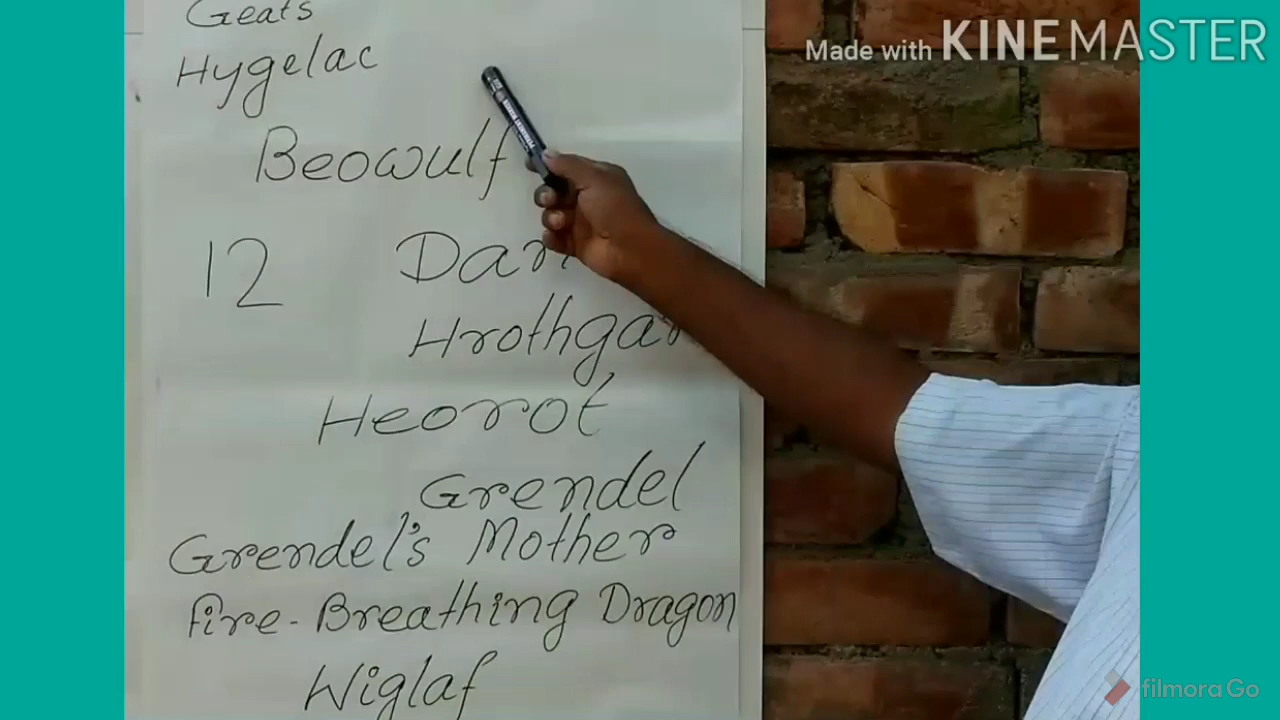 Geats
Hygelac
Beowulf
12
Hrothgar
Heorot
Grendel
Grendel's Mother
Fire-Breathing Dragon
Wiglaf
Made with KINEMASTER
filmora Go